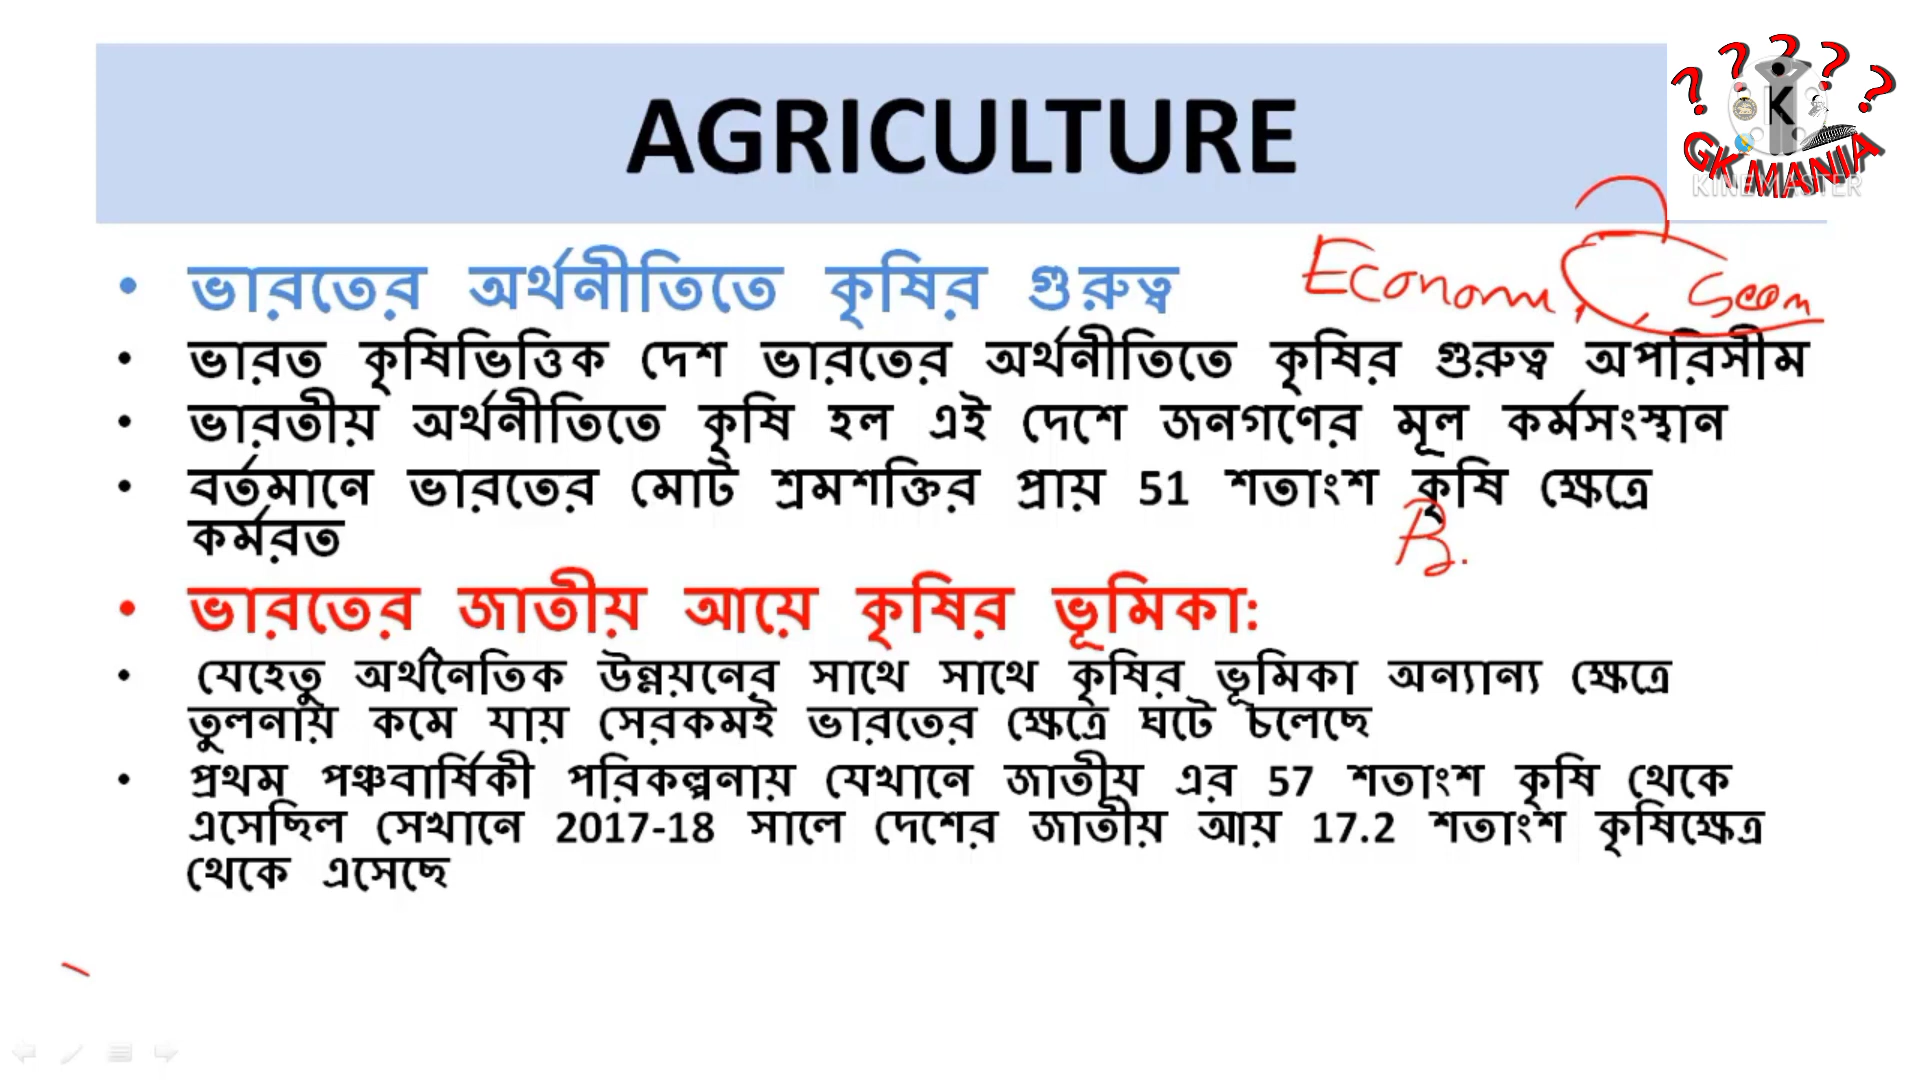 AGRICULTURE
? ? ? ? ?
K
GK MANIA
KINEMASTER
• ভারতের অর্থনীতিতে কৃষির গুরুত্ব
Econom
• ভারত কৃষিভিত্তিক দেশ ভারতের অর্থনীতিতে কৃষির গুরুত্ব অপরিসীম
• ভারতীয় অর্থনীতিতে কৃষি হল এই দেশে জনগণের মূল কর্মসংস্থান
• বর্তমানে ভারতের মোট শ্রমশক্তির প্রায় 51 শতাংশ কৃষি ক্ষেত্রে
কর্মরত
• ভারতের জাতীয় আয়ে কৃষির ভূমিকা:
• যেহেতু অর্থনৈতিক উন্নয়নের সাথে সাথে কৃষির ভূমিকা অন্যান্য ক্ষেত্রে
তুলনায় কমে যায় সেরকমই ভারতের ক্ষেত্রে ঘটে চলেছে
• প্রথম পঞ্চবার্ষিকী পরিকল্পনায় যেখানে জাতীয় এর 57 শতাংশ কৃষি থেকে
এসেছিল সেখানে 2017-18 সালে দেশের জাতীয় আয় 17.2 শতাংশ কৃষিক্ষেত্র
থেকে এসেছে